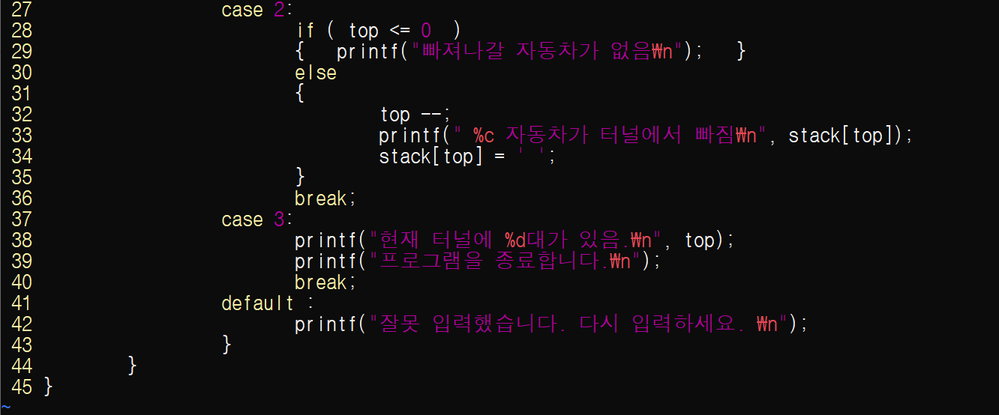 27 case 2:
28 if ( top <= 0 )
29 { printf("빠져나갈 자동차가 없음₩n"); }
30 else
31 {
32 top --;
33 printf(" %c 자동차가 터널에서 빠짐₩n", stack[top]);
34 stack[top] = ' ';
35 }
36 break;
37 case 3:
38 printf("현재 터널에 %d대가 있음.₩n", top);
39 printf("프로그램을 종료합니다.₩n");
40 break;
41 default :
42 printf("잘못 입력했습니다. 다시 입력하세요. ₩n");
43 }
44 }
45 }
~